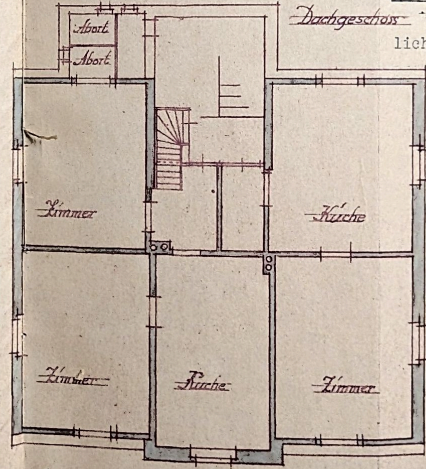 Dachgeschoss
lich
Abort
Abort
Zimmer
Küche
Zimmer
Küche
Zimmer